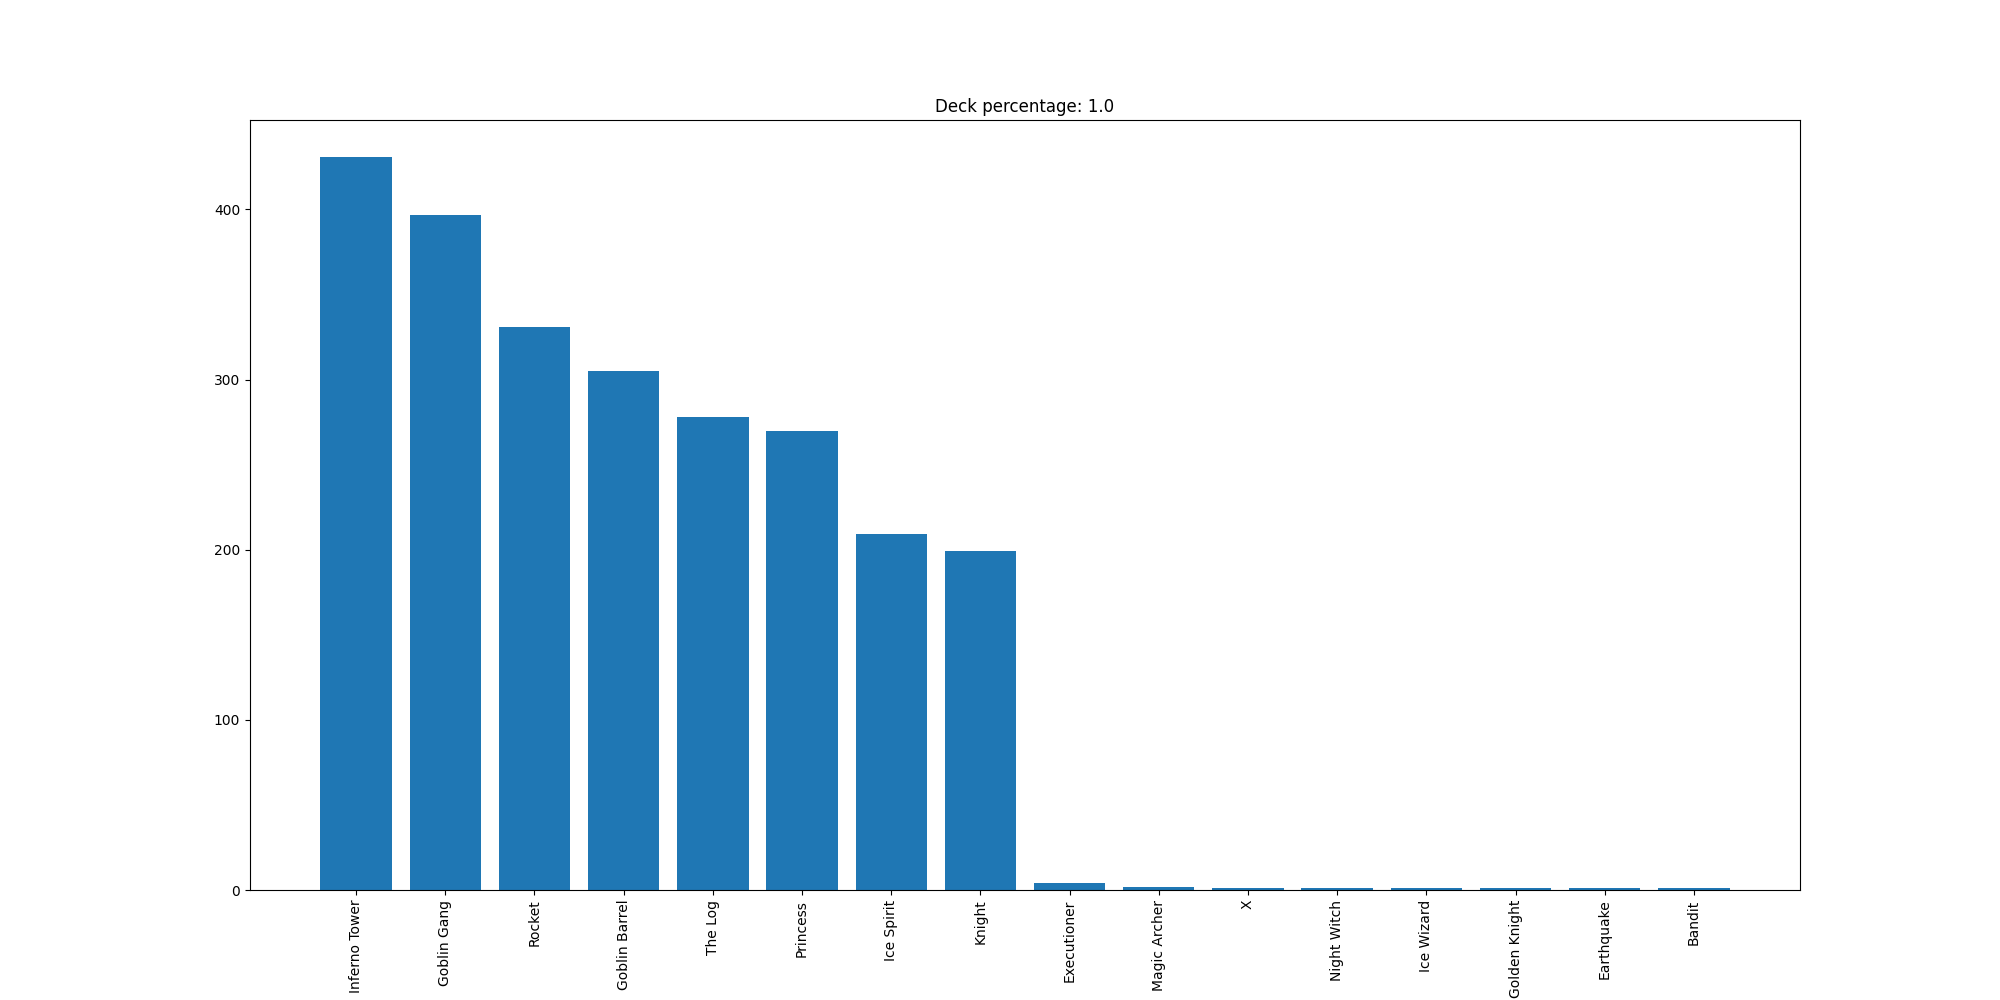 Deck percentage: 1.0
400
300
200
100
0
Inferno Tower
Goblin Gang
Rocket
Goblin Barrel
The Log
Princess
Ice Spirit
Knight
Executioner
Magic Archer
X
Night Witch
Ice Wizard
Golden Knight
Earthquake
Bandit